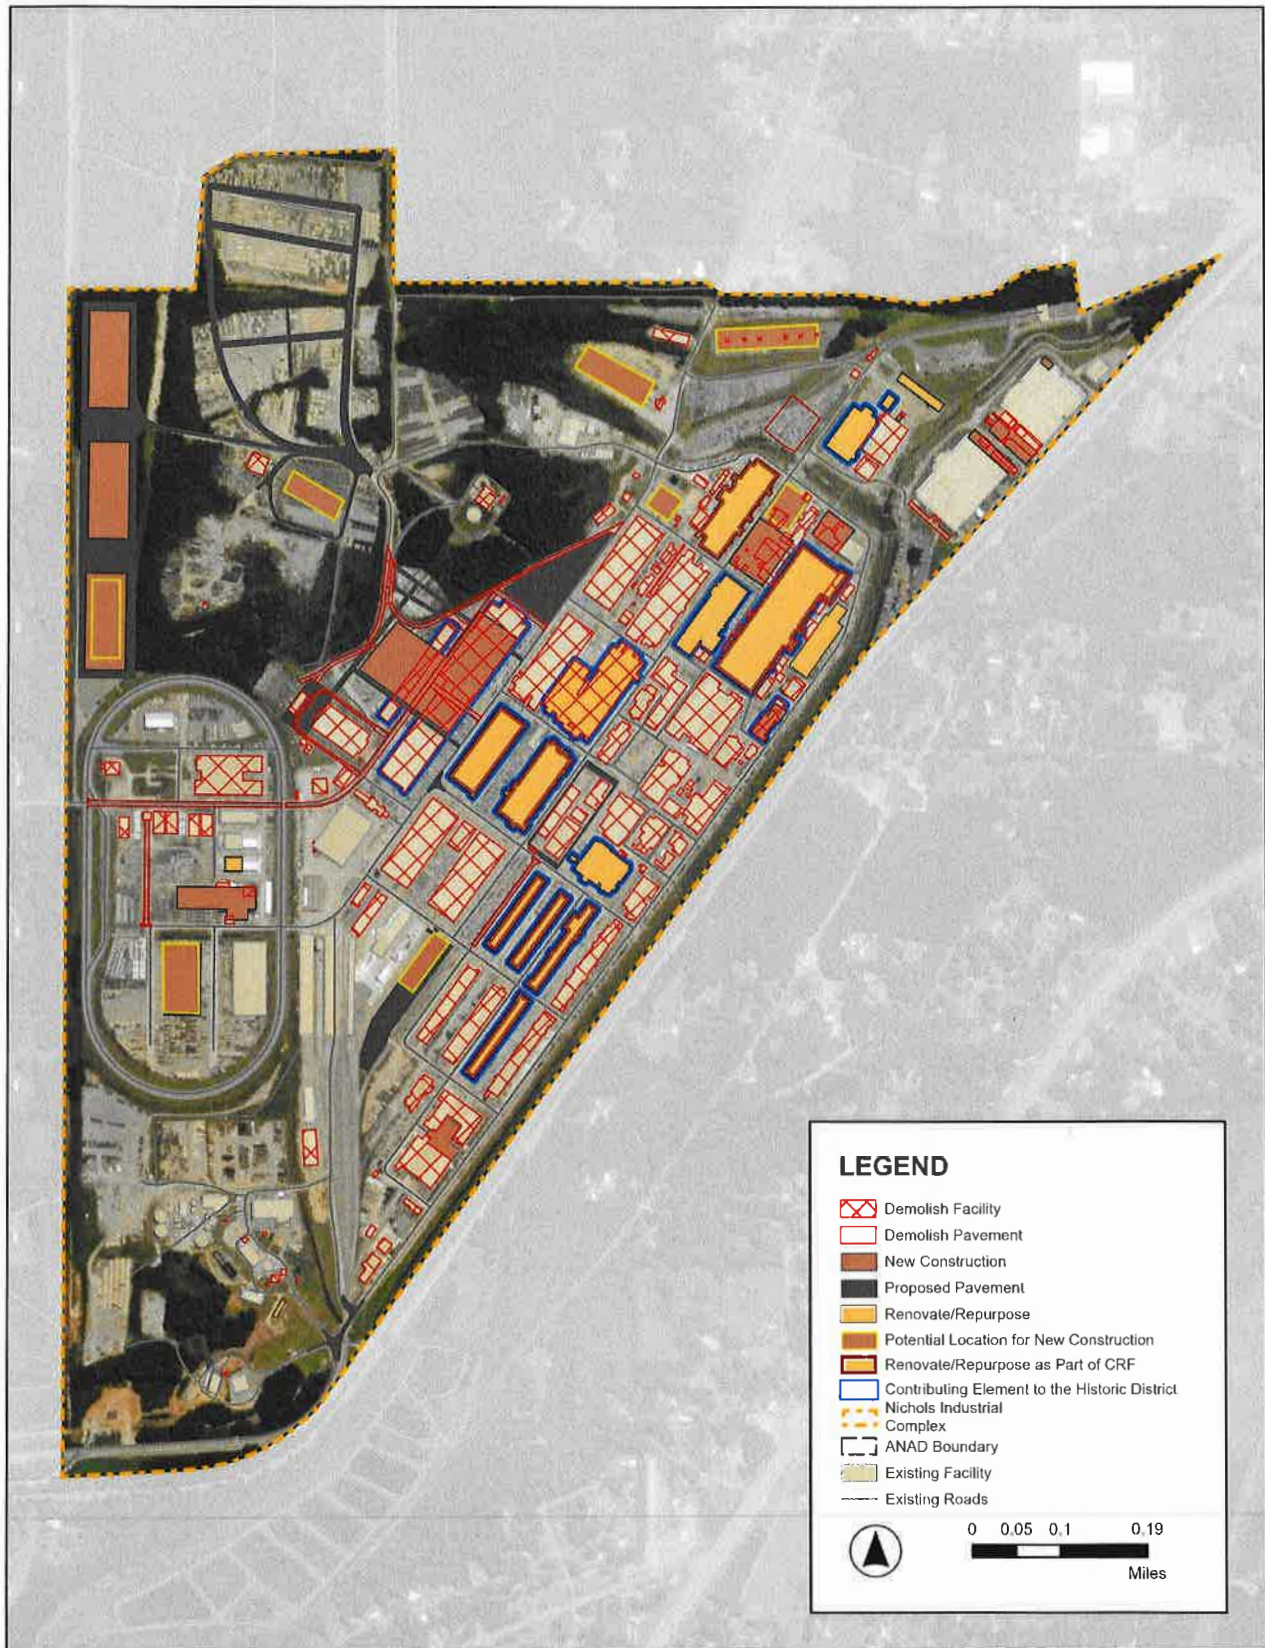 LEGEND
Demolish Facility
Demolish Pavement
New Construction
Proposed Pavement
Renovate/Repurpose
Potential Location for New Construction
Renovate/Repurpose as Part of CRF
Contributing Element to the Historic District
Nichols Industrial
Complex
ANAD Boundary
Existing Facility
Existing Roads
0 0.05 0.1 0.19
Miles